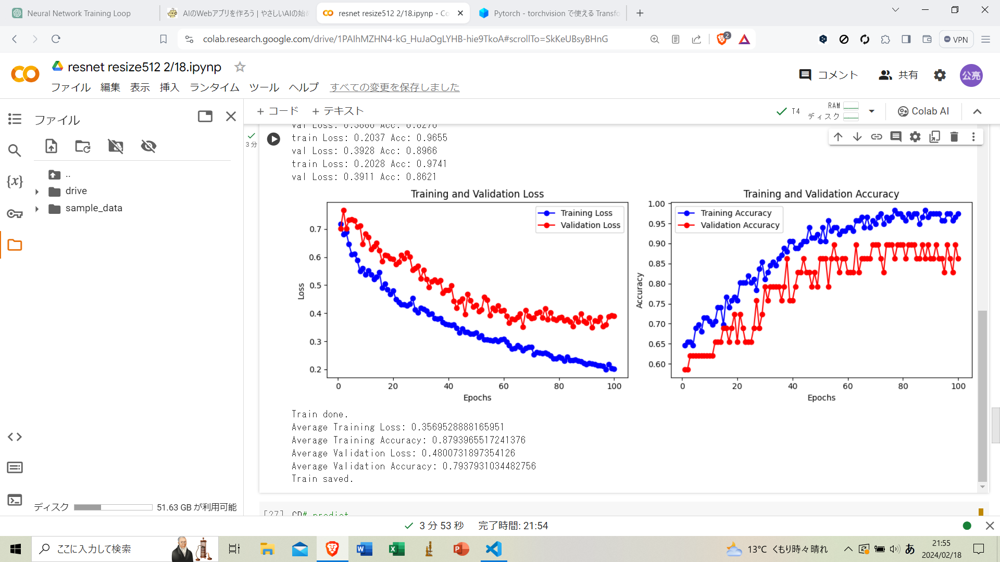 Neural Network Training Loop
AIのWebアプリを作ろう | やさしいAIの始め
resnet resize512 2/18.ipynp - Co
Pytorch - torchvision で使える Transfo
colab.research.google.com/drive/1PAIhMZHN4-kG_HuJaOgLYHB-hie9TkoA#scrollTo=SkKeUBsyBHnG
2
VPN
resnet resize512 2/18.ipynp
コメント
共有
公亮
ファイル 編集 表示 挿入 ランタイム ツール ヘルプ すべての変更を保存しました
ファイル
+ コード + テキスト
T4
RAM
ディスク
Colab AI
..
drive
sample_data
{x}
3 分
val Loss: 0.3880 Acc: 0.8276
train Loss: 0.2037 Acc: 0.9655
val Loss: 0.3928 Acc: 0.8966
train Loss: 0.2028 Acc: 0.9741
val Loss: 0.3911 Acc: 0.8621
Training and Validation Loss
Training Loss
Validation Loss
0.7
0.6
0.5
0.4
0.3
0.2
Loss
0 20 40 60 80 100
Epochs
Training and Validation Accuracy
Training Accuracy
Validation Accuracy
1.00
0.95
0.90
0.85
0.80
0.75
0.70
0.65
0.60
Accuracy
0 20 40 60 80 100
Epochs
Train done.
Average Training Loss: 0.3569528888165951
Average Training Accuracy: 0.8793965517241376
Average Validation Loss: 0.4800731897354126
Average Validation Accuracy: 0.7937931034482756
Train saved.
ディスク 51.63 GB が利用可能
[27] CD# predict
3 分 53 秒 完了時間: 21:54
ここに入力して検索
13°C くもり時々晴れ
あ
21:55
2024/02/18